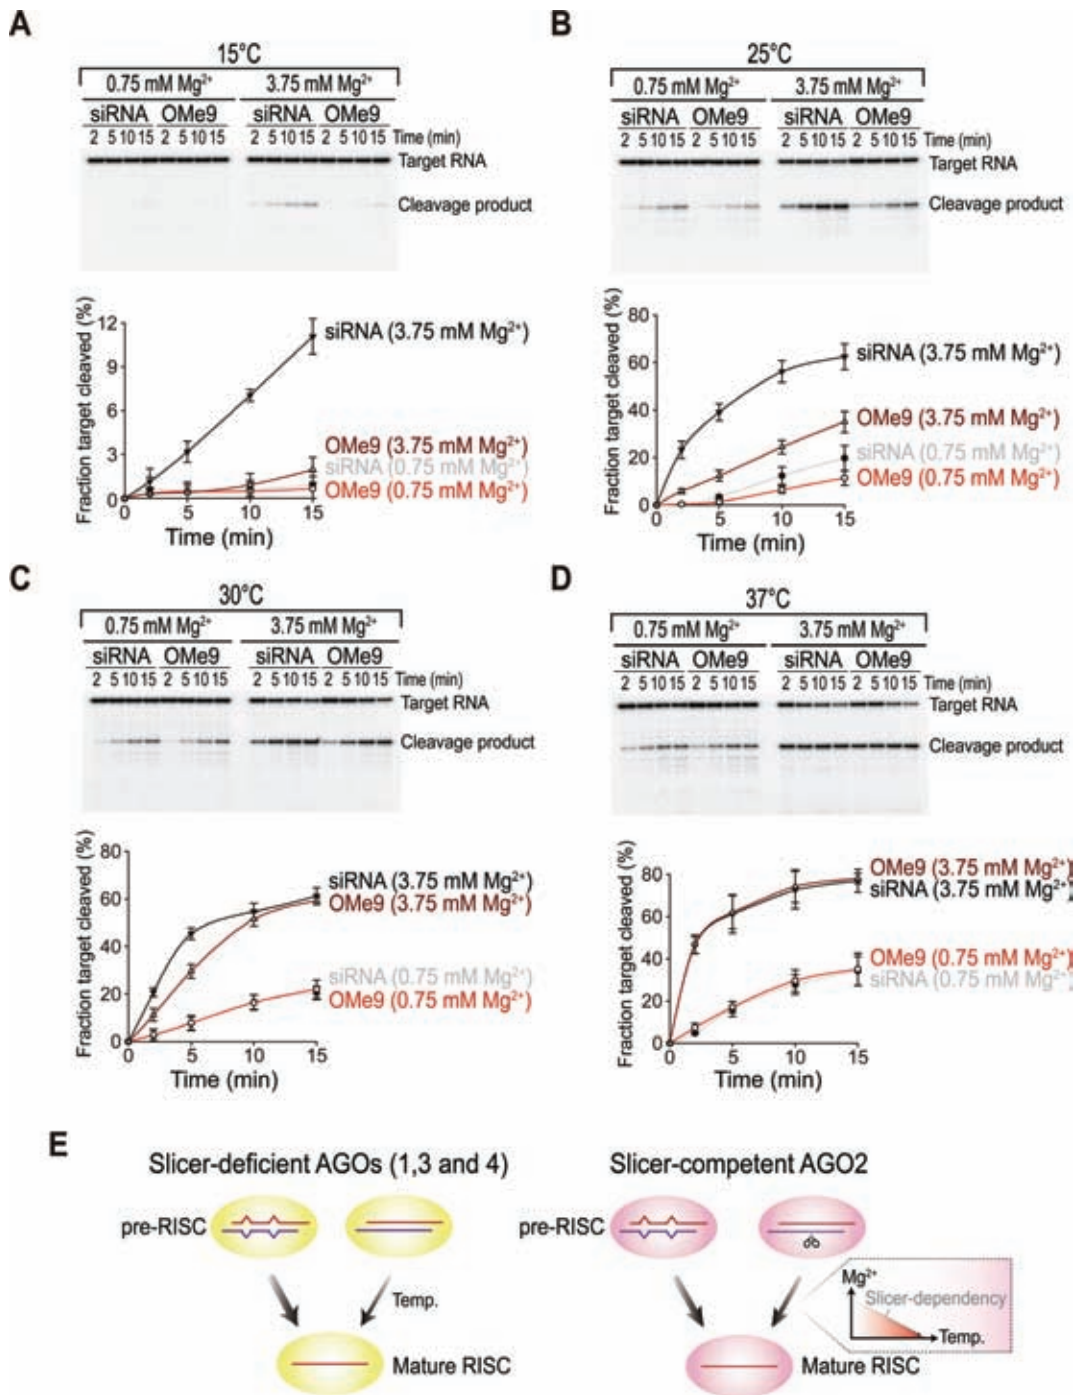 A
15°C
0.75 mM Mg²⁺ 3.75 mM Mg²⁺
siRNA OMe9 siRNA OMe9
2 5 10 15 2 5 10 15 2 5 10 15 2 5 10 15 Time (min)
Target RNA
Cleavage product
Fraction target cleaved (%)
12
9
6
3
0
siRNA (3.75 mM Mg²⁺)
OMe9 (3.75 mM Mg²⁺)
siRNA (0.75 mM Mg²⁺)
OMe9 (0.75 mM Mg²⁺)
0 5 10 15
Time (min)
B
25°C
0.75 mM Mg²⁺ 3.75 mM Mg²⁺
siRNA OMe9 siRNA OMe9
2 5 10 15 2 5 10 15 2 5 10 15 2 5 10 15 Time (min)
Target RNA
Cleavage product
Fraction target cleaved (%)
80
60
40
20
0
siRNA (3.75 mM Mg²⁺)
OMe9 (3.75 mM Mg²⁺)
siRNA (0.75 mM Mg²⁺)
OMe9 (0.75 mM Mg²⁺)
0 5 10 15
Time (min)
C
30°C
0.75 mM Mg²⁺ 3.75 mM Mg²⁺
siRNA OMe9 siRNA OMe9
2 5 10 15 2 5 10 15 2 5 10 15 2 5 10 15 Time (min)
Target RNA
Cleavage product
Fraction target cleaved (%)
80
60
40
20
0
siRNA (3.75 mM Mg²⁺)
OMe9 (3.75 mM Mg²⁺)
siRNA (0.75 mM Mg²⁺)
OMe9 (0.75 mM Mg²⁺)
0 5 10 15
Time (min)
D
37°C
0.75 mM Mg²⁺ 3.75 mM Mg²⁺
siRNA OMe9 siRNA OMe9
2 5 10 15 2 5 10 15 2 5 10 15 2 5 10 15 Time (min)
Target RNA
Cleavage product
Fraction target cleaved (%)
80
60
40
20
0
OMe9 (3.75 mM Mg²⁺)
siRNA (3.75 mM Mg²⁺)
OMe9 (0.75 mM Mg²⁺)
siRNA (0.75 mM Mg²⁺)
0 5 10 15
Time (min)
E
Slicer-deficient AGOs (1,3 and 4)
pre-RISC
Temp.
Mature RISC
Slicer-competent AGO2
pre-RISC
Mg²⁺
Slicer-dependency
Temp.
Mature RISC